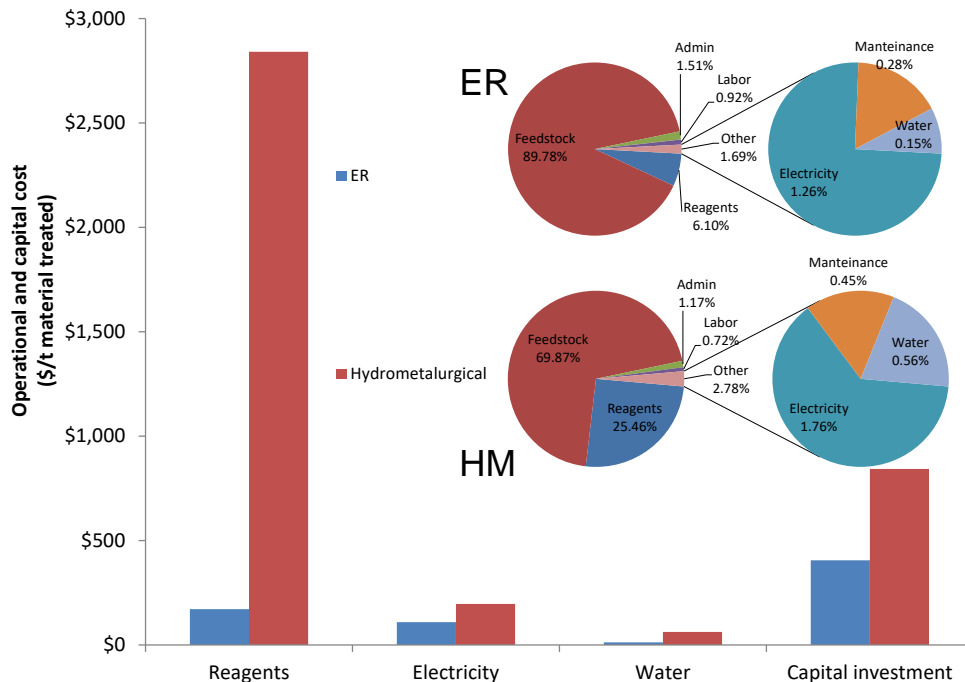 Operational and capital cost
($/t material treated)
$3,000
$2,500
$2,000
$1,500
$1,000
$500
$0
ER
Hydrometalurgical
ER
Feedstock
89.78%
Admin
1.51%
Labor
0.92%
Other
1.69%
Reagents
6.10%
Manteinance
0.28%
Water
0.15%
Electricity
1.26%
HM
Feedstock
69.87%
Admin
1.17%
Labor
0.72%
Other
2.78%
Reagents
25.46%
Manteinance
0.45%
Water
0.56%
Electricity
1.76%
Reagents
Electricity
Water
Capital investment